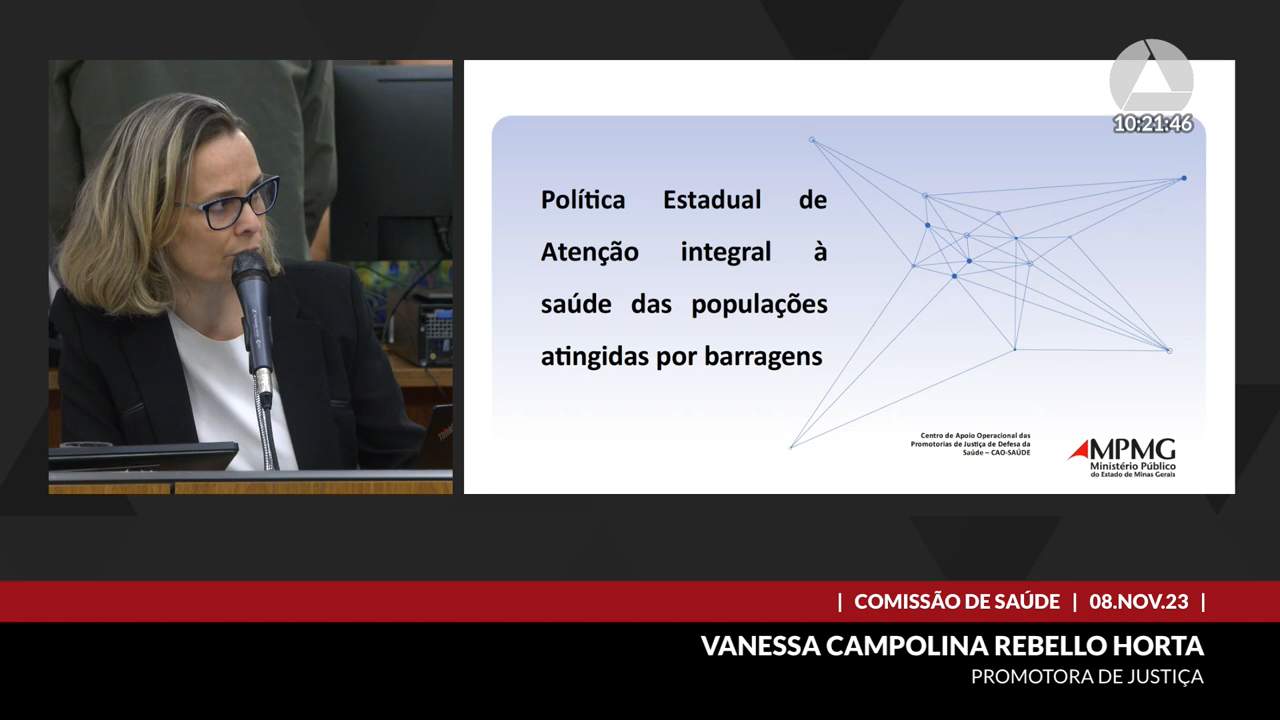 10:21:46
Política Estadual de
Atenção integral à
saúde das populações
atingidas por barragens
Centro de Apoio Operacional das
Promotorias de Justiça de Defesa da
Saúde – CAO-SAÚDE
MPMG
Ministério Público
do Estado de Minas Gerais
| COMISSÃO DE SAÚDE | 08.NOV.23 |
VANESSA CAMPOLINA REBELLO HORTA
PROMOTORA DE JUSTIÇA